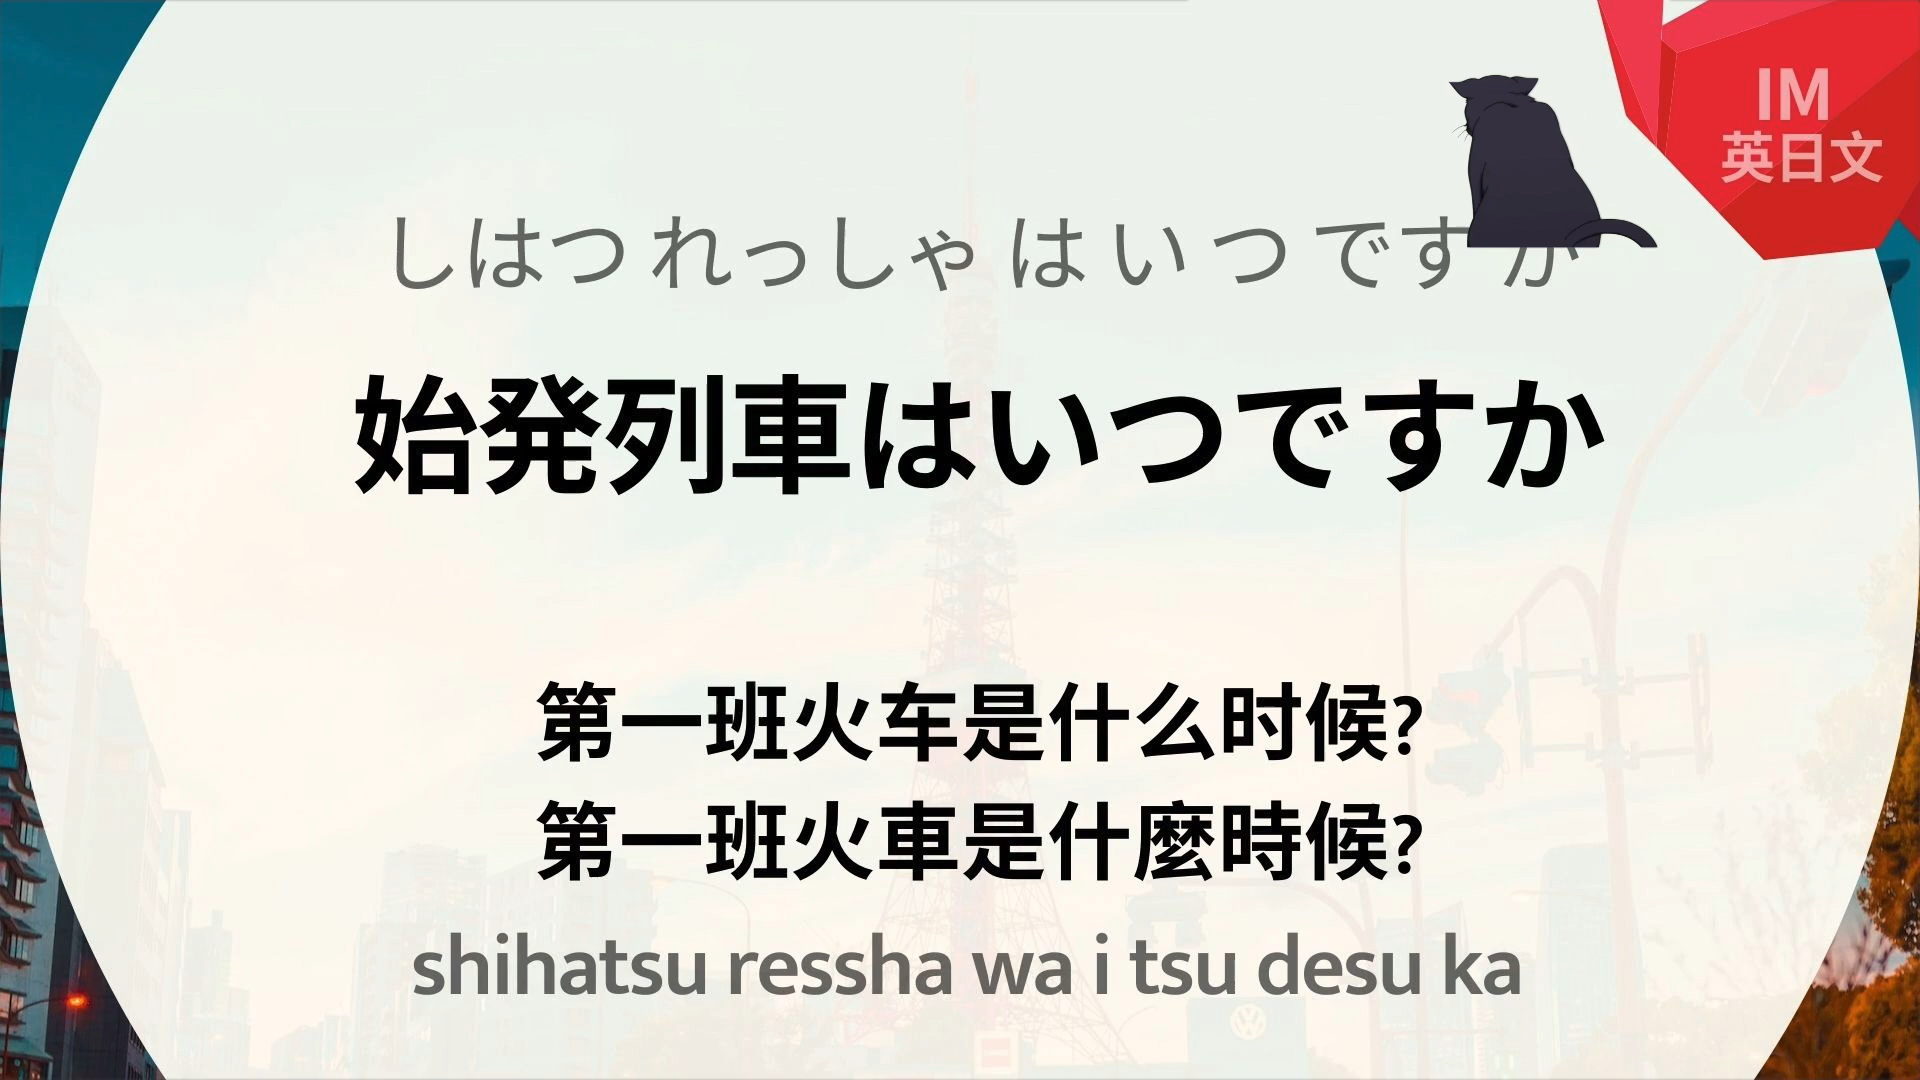 IM
英日文
しはつ れっしゃ は い つ です か
始発列車はいつですか
第一班火车是什么时候?
第一班火車是什麼時候?
shihatsu ressha wa i tsu desu ka